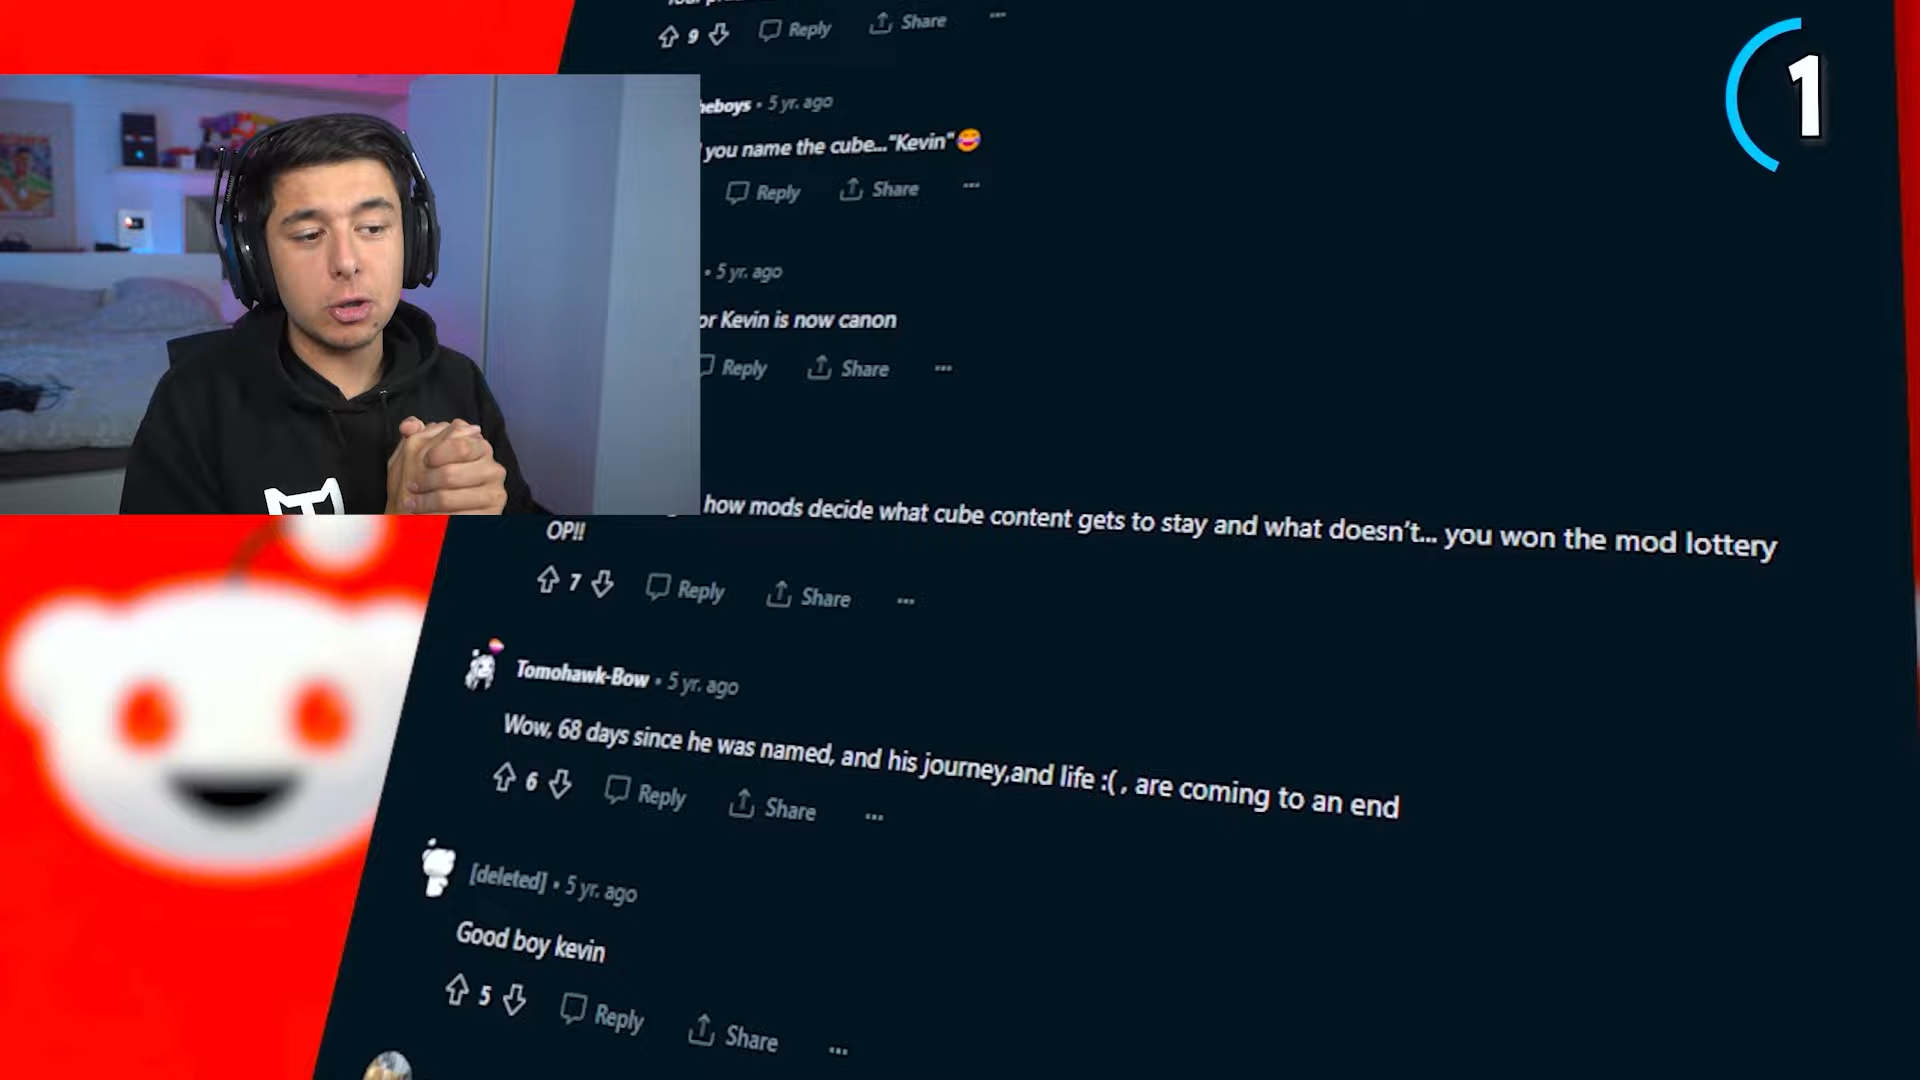 9 Reply Share ...
1
heboys • 5 yr. ago
you name the cube..."Kevin"😂
Reply Share ...
• 5 yr. ago
or Kevin is now canon
Reply Share ...
how mods decide what cube content gets to stay and what doesn't... you won the mod lottery
OP!!
7 Reply Share ...
Tomohawk-Bow • 5 yr. ago
Wow, 68 days since he was named, and his journey,and life :( , are coming to an end
6 Reply Share ...
[deleted] • 5 yr. ago
Good boy kevin
5 Reply Share ...